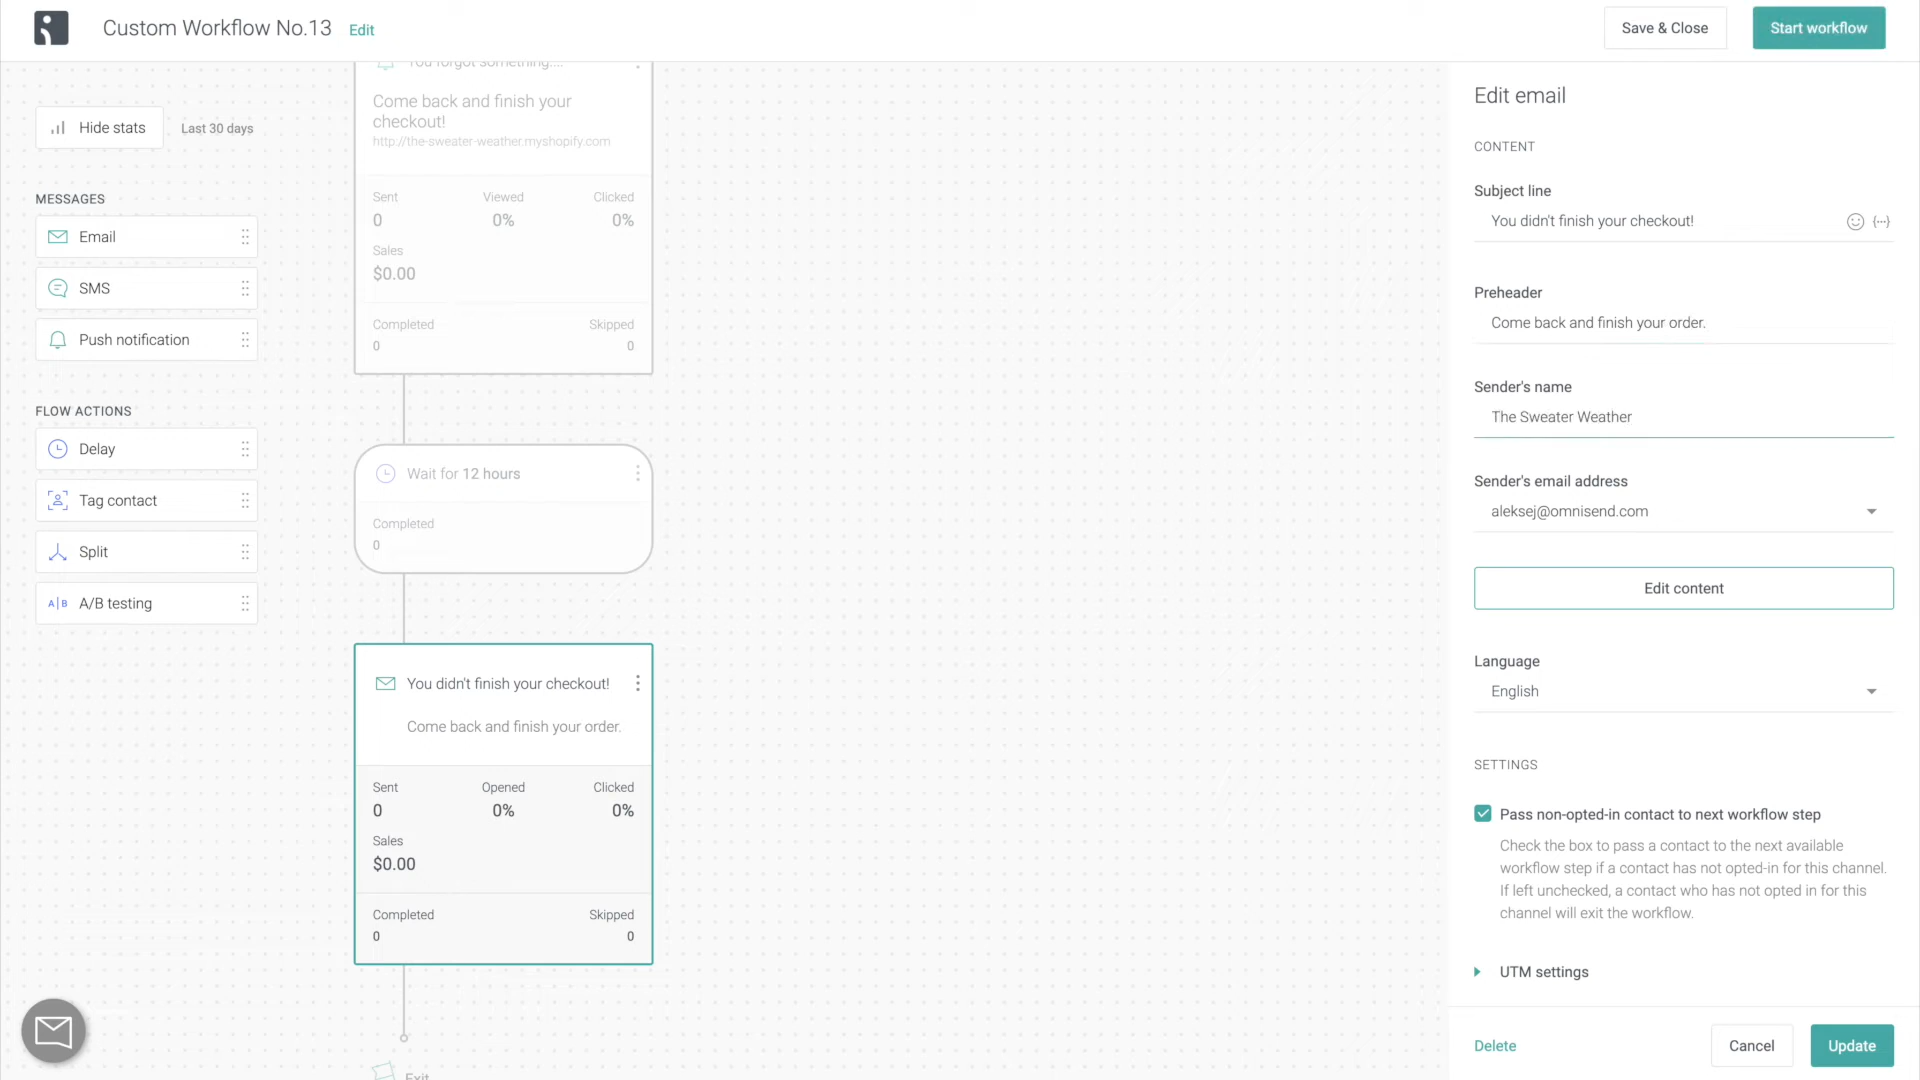 Custom Workflow No.13
Edit
Save & Close
Start workflow
Hide stats
Last 30 days
MESSAGES
Email
SMS
Push notification
FLOW ACTIONS
Delay
Tag contact
Split
A|B A/B testing
You forgot something....
Come back and finish your
checkout!
http://the-sweater-weather.myshopify.com
Sent Viewed Clicked
0 0% 0%
Sales
$0.00
Completed Skipped
0 0
Wait for 12 hours
Completed
0
You didn't finish your checkout!
Come back and finish your order.
Sent Opened Clicked
0 0% 0%
Sales
$0.00
Completed Skipped
0 0
Exit
Edit email
CONTENT
Subject line
You didn't finish your checkout!
Preheader
Come back and finish your order.
Sender's name
The Sweater Weather
Sender's email address
aleksej@omnisend.com
Edit content
Language
English
SETTINGS
Pass non-opted-in contact to next workflow step
Check the box to pass a contact to the next available
workflow step if a contact has not opted-in for this channel.
If left unchecked, a contact who has not opted in for this
channel will exit the workflow.
UTM settings
Delete
Cancel
Update